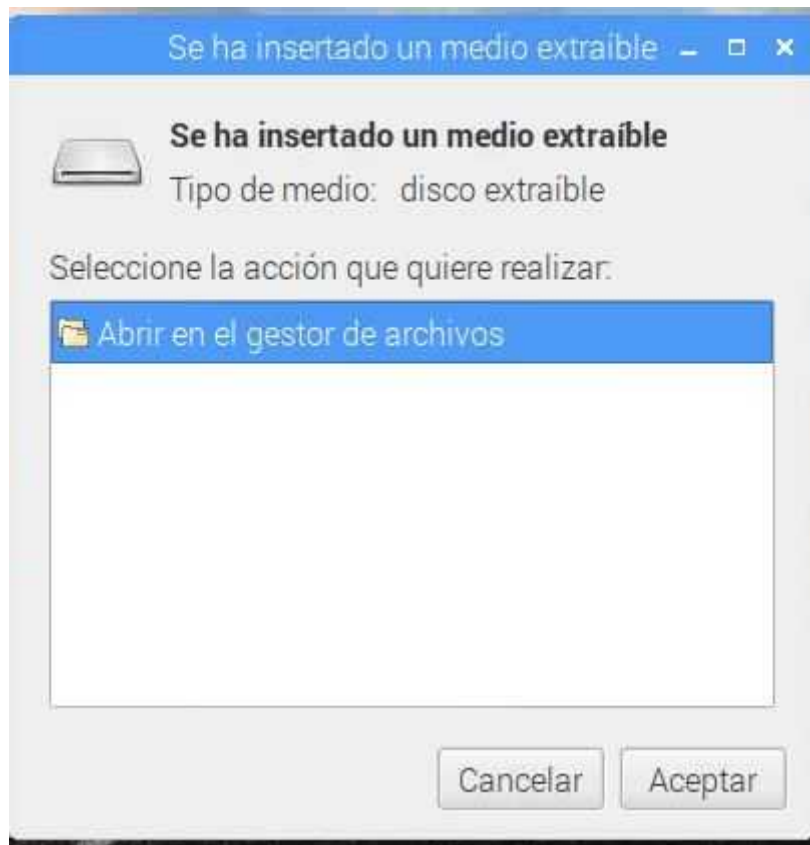 Se ha insertado un medio extraíble
Se ha insertado un medio extraíble
Tipo de medio: disco extraíble
Seleccione la acción que quiere realizar:
Abrir en el gestor de archivos
Cancelar Aceptar